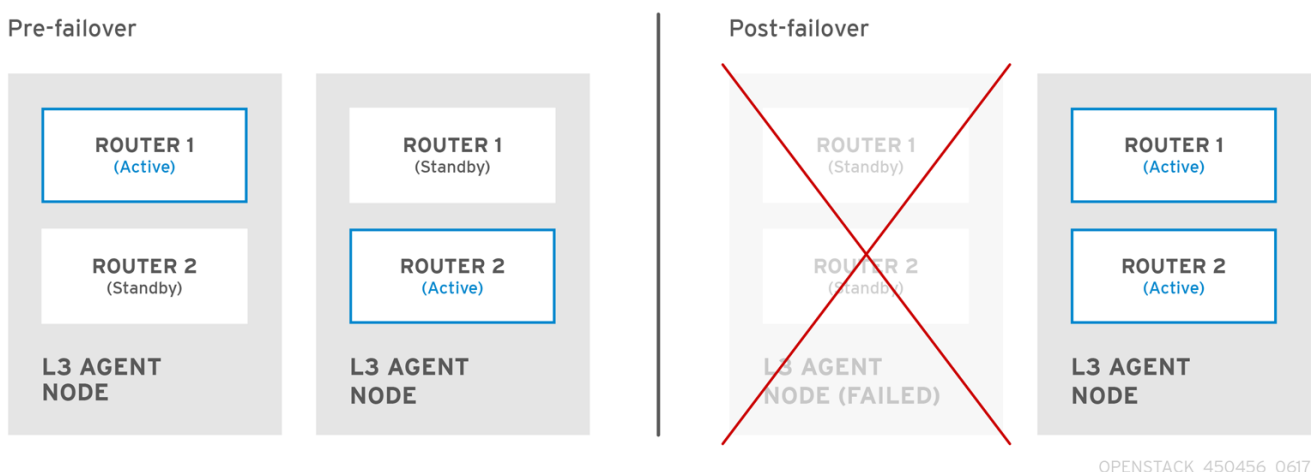 Pre-failover
ROUTER 1
(Active)
ROUTER 2
(Standby)
L3 AGENT
NODE
ROUTER 1
(Standby)
ROUTER 2
(Active)
L3 AGENT
NODE
Post-failover
ROUTER 1
(Standby)
ROUTER 2
(Standby)
L3 AGENT
NODE (FAILED)
ROUTER 1
(Active)
ROUTER 2
(Active)
L3 AGENT
NODE
OPENSTACK_450456_0617